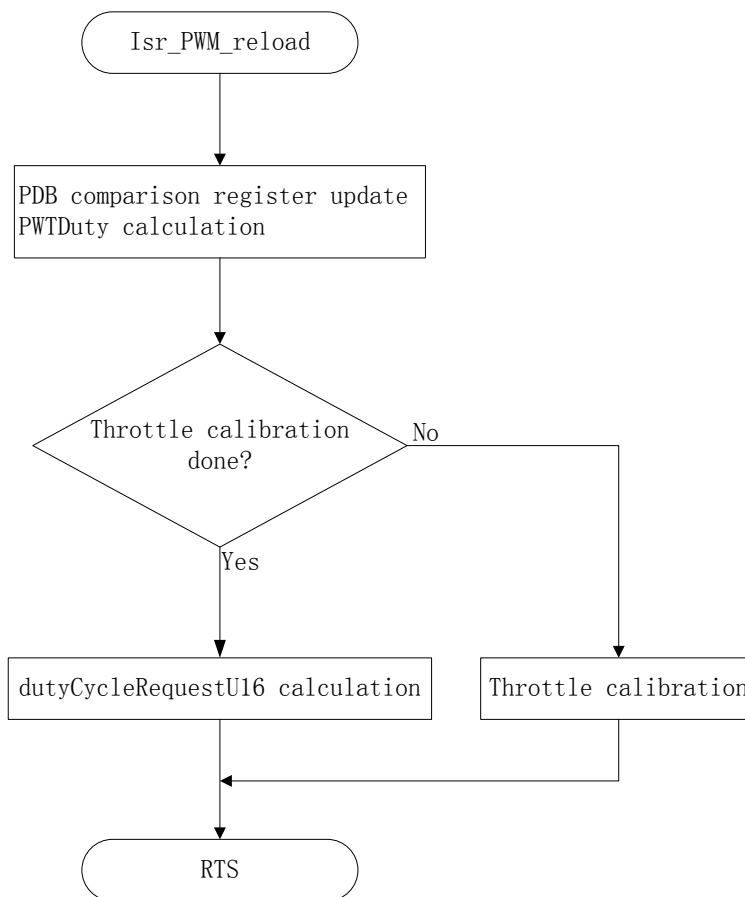 Isr_PWM_reload
PDB comparison register update
PWTDuty calculation
Throttle calibration
done?
No
Yes
dutyCycleRequestU16 calculation
Throttle calibration
RTS